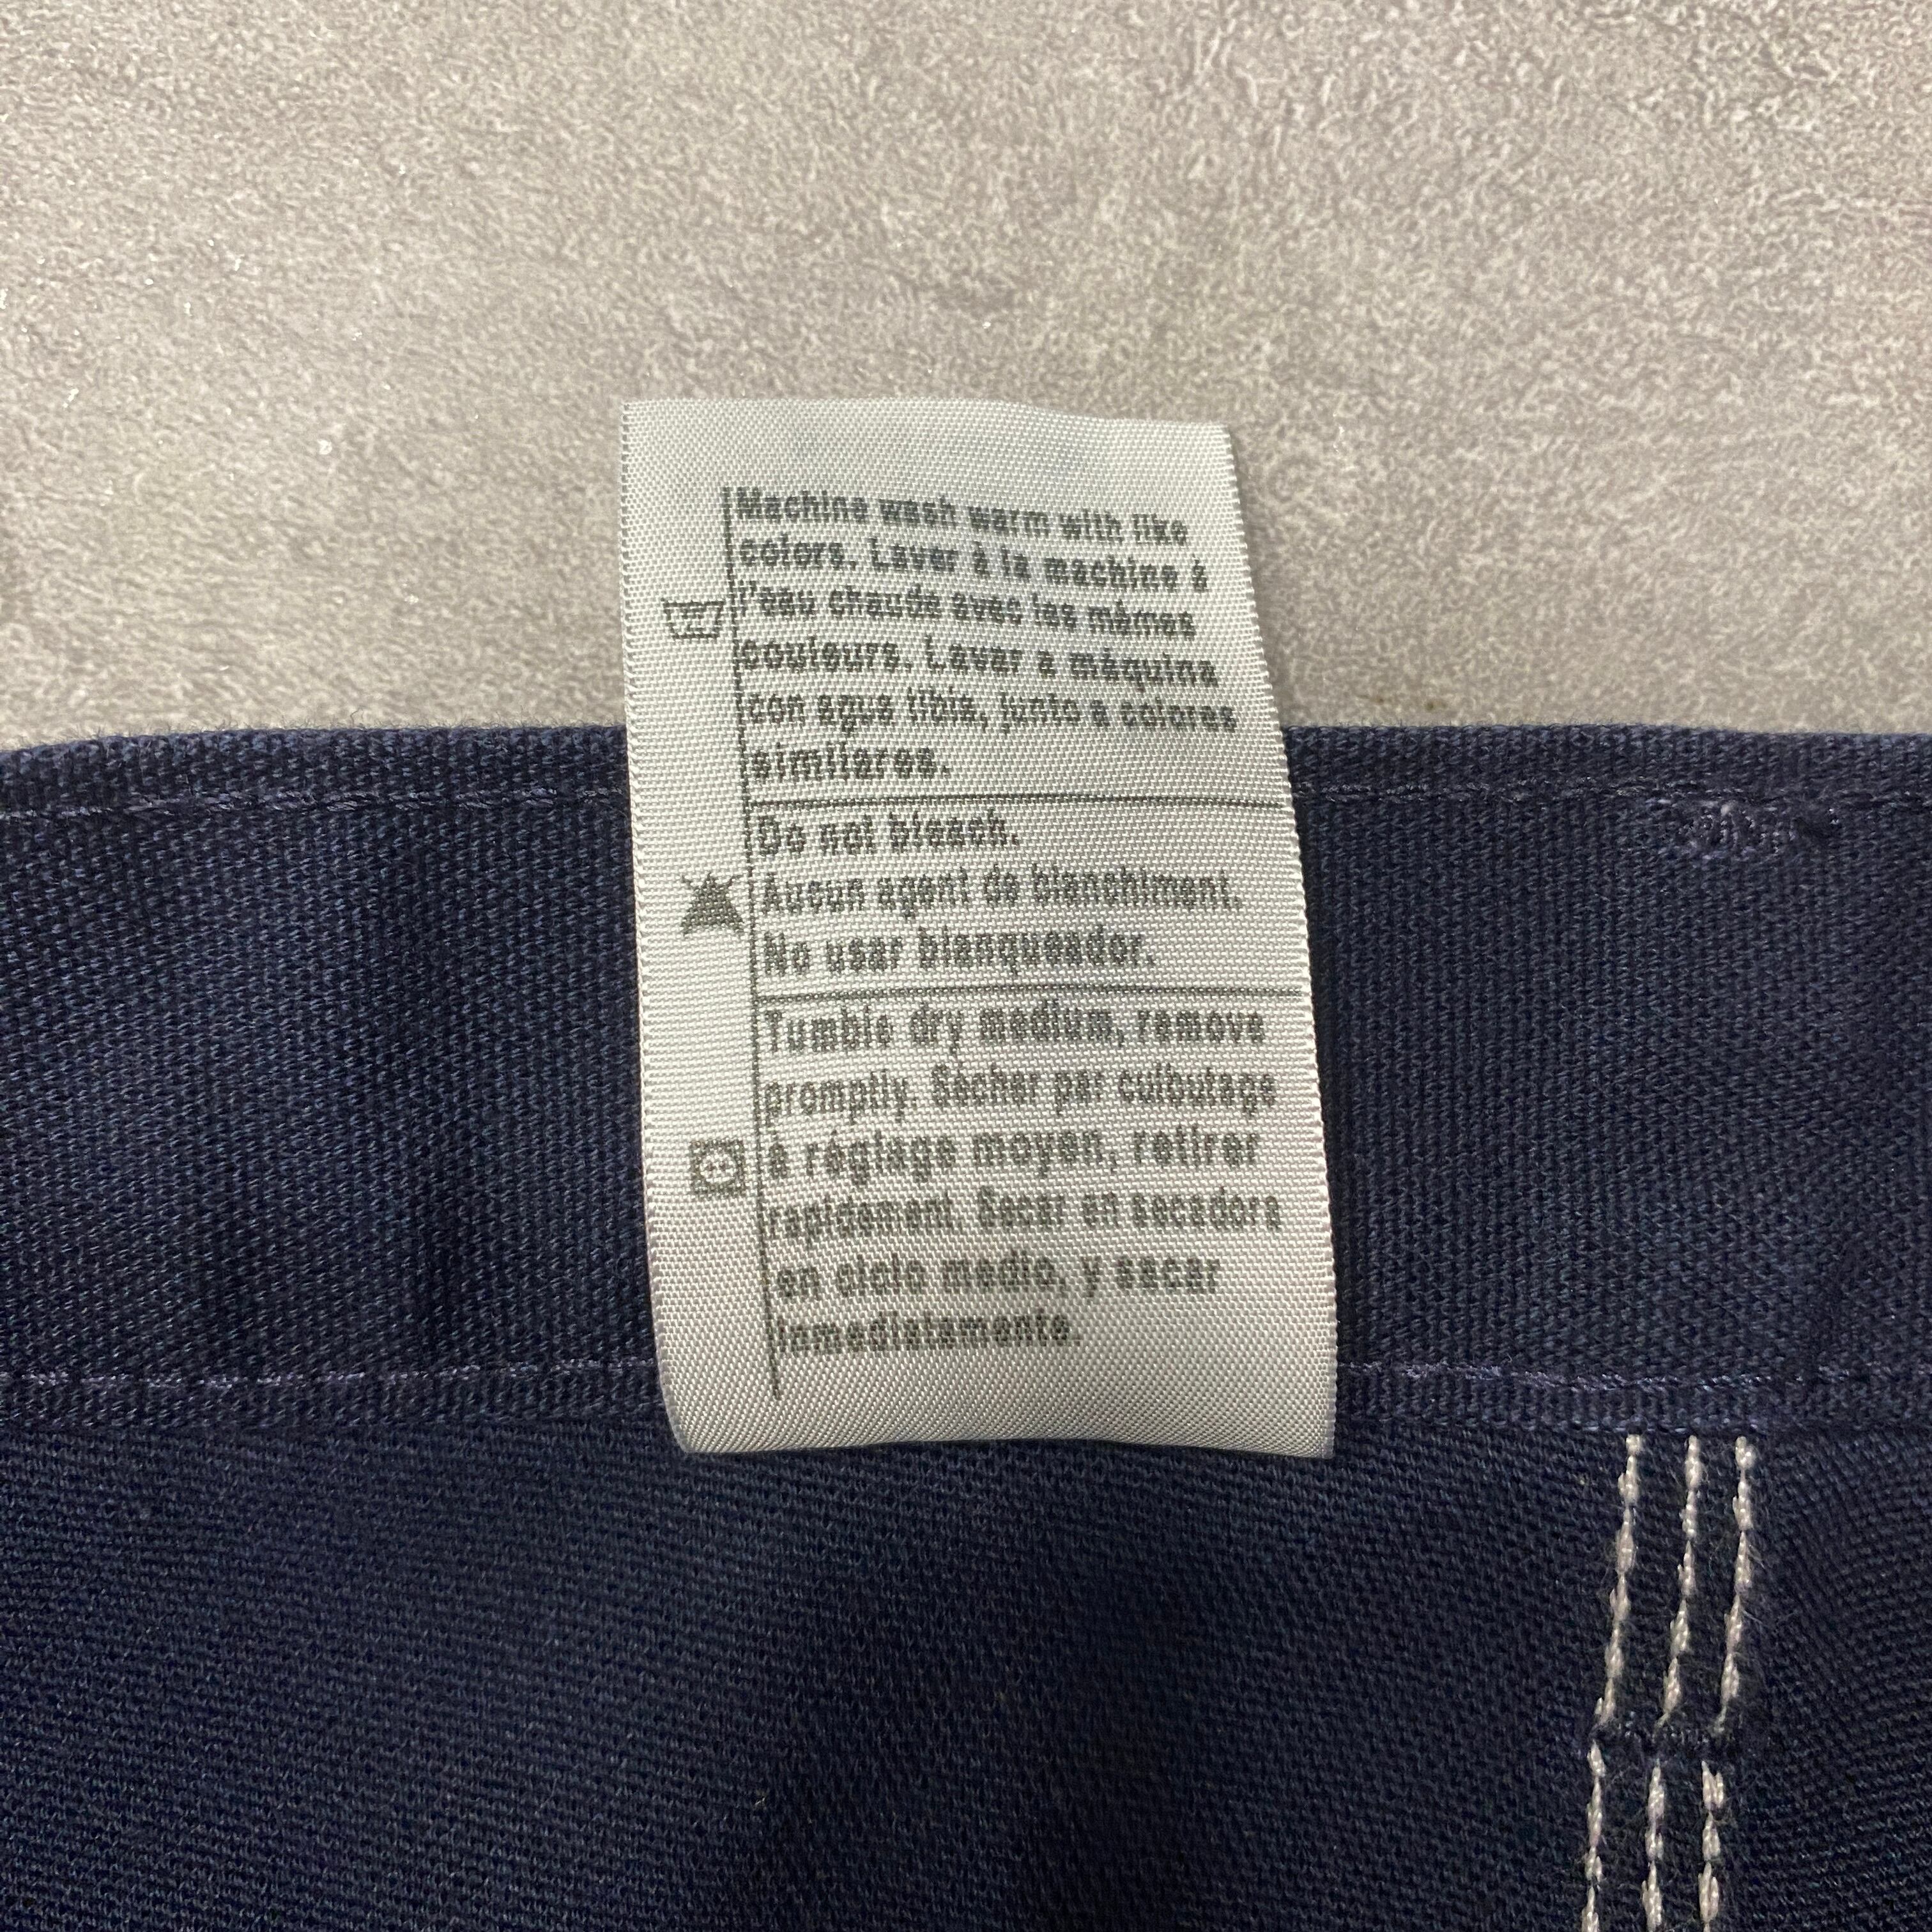 Machine wash warm with like
colors. Laver à la machine à
l'eau chaude avec les mêmes
couleurs. Lavar a máquina
con agua tibia, junto a colores
similares.
Do not bleach.
Aucun agent de blanchiment.
No usar blanqueador.
Tumble dry medium, remove
promptly. Sécher par culbutage
à réglage moyen, retirer
rapidement. Secar en secadora
en ciclo medio, y sacar
inmediatamente.